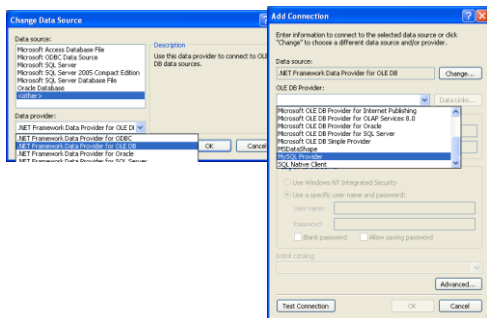 Change Data Source
Data source:
Microsoft Access Database File
Microsoft ODBC Data Source
Microsoft SQL Server
Microsoft SQL Server 2005 Compact Edition
Microsoft SQL Server Database File
Oracle Database
<other>
Description
Use this data provider to connect to OLE
DB data sources.
Data provider:
.NET Framework Data Provider for OLE DI
.NET Framework Data Provider for ODBC
.NET Framework Data Provider for OLE DB
.NET Framework Data Provider for Oracle
.NET Framework Data Provider for SQL Server
OK
Cancel
Add Connection
Enter information to connect to the selected data source or click
"Change" to choose a different data source and/or provider.
Data source:
.NET Framework Data Provider for OLE DB
Change...
OLE DB Provider:
Data Links...
Microsoft OLE DB Provider for Internet Publishing
Microsoft OLE DB Provider for OLAP Services 8.0
Microsoft OLE DB Provider for Oracle
Microsoft OLE DB Provider for SQL Server
Microsoft OLE DB Simple Provider
MSDataShape
MySQL Provider
SQL Native Client
Use Windows NT Integrated Security
Use a specific user name and password:
User name:
Password:
Blank password
Allow saving password
Initial catalog:
Advanced...
Test Connection
OK
Cancel